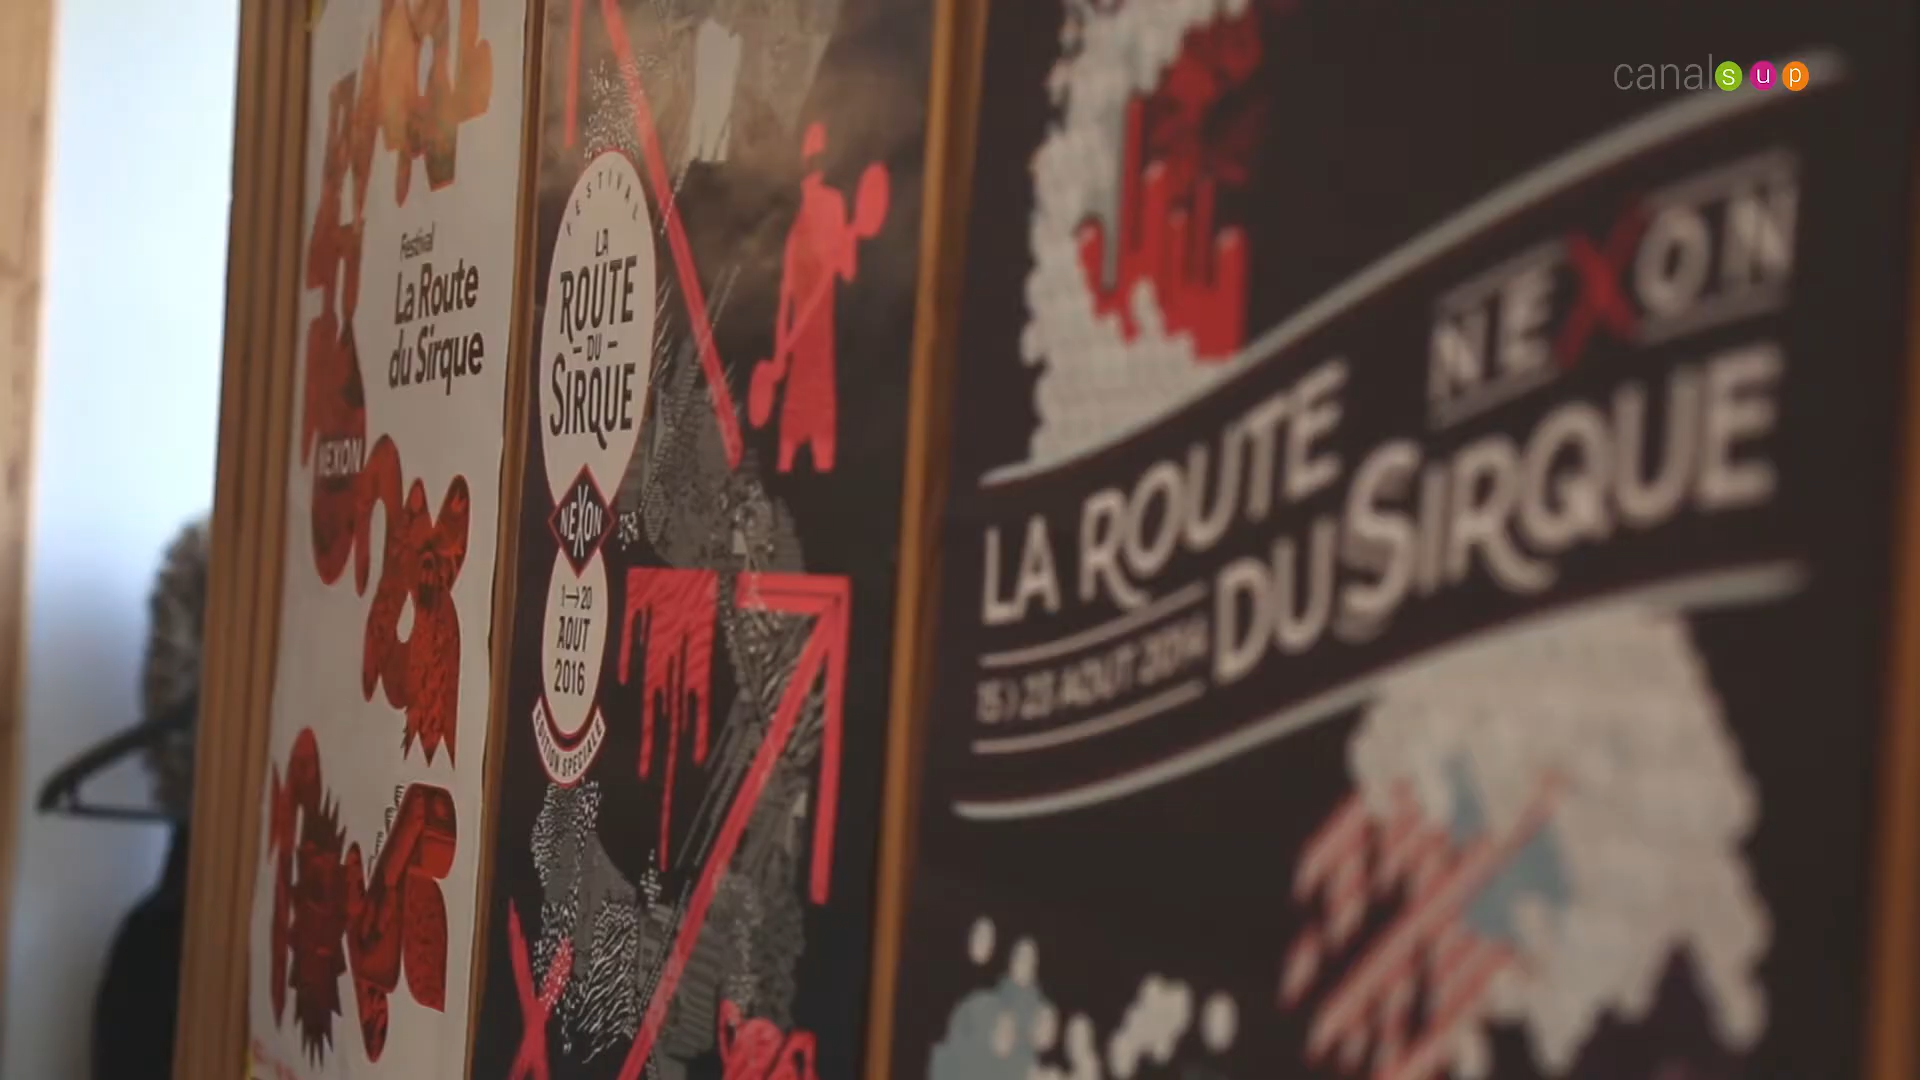 canalsup
Festival
La Route
du Sirque
NEXON
FESTIVAL
LA
ROUTE
- DU -
SIRQUE
NEXON
1→20
AOUT
2016
EDITION SPECIALE
NEXON
LA ROUTE
DU SIRQUE
15 > 23 AOUT 2014